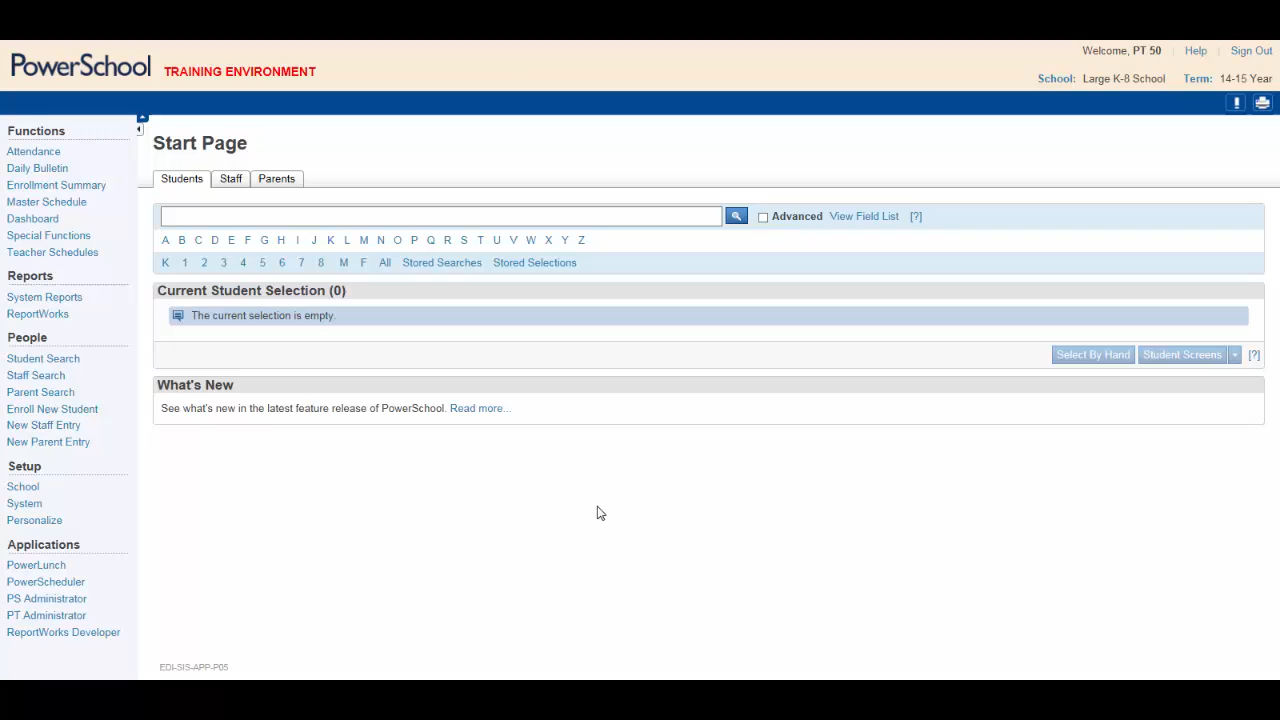 Welcome, PT 50 | Help | Sign Out
PowerSchool TRAINING ENVIRONMENT
School: Large K-8 School Term: 14-15 Year
Functions
Attendance
Daily Bulletin
Enrollment Summary
Master Schedule
Dashboard
Special Functions
Teacher Schedules
Reports
System Reports
ReportWorks
People
Student Search
Staff Search
Parent Search
Enroll New Student
New Staff Entry
New Parent Entry
Setup
School
System
Personalize
Applications
PowerLunch
PowerScheduler
PS Administrator
PT Administrator
ReportWorks Developer
Start Page
Students Staff Parents
Advanced View Field List [?]
A B C D E F G H I J K L M N O P Q R S T U V W X Y Z
K 1 2 3 4 5 6 7 8 M F All Stored Searches Stored Selections
Current Student Selection (0)
The current selection is empty.
Select By Hand Student Screens [?]
What's New
See what's new in the latest feature release of PowerSchool. Read more...
EDI-SIS-APP-P05